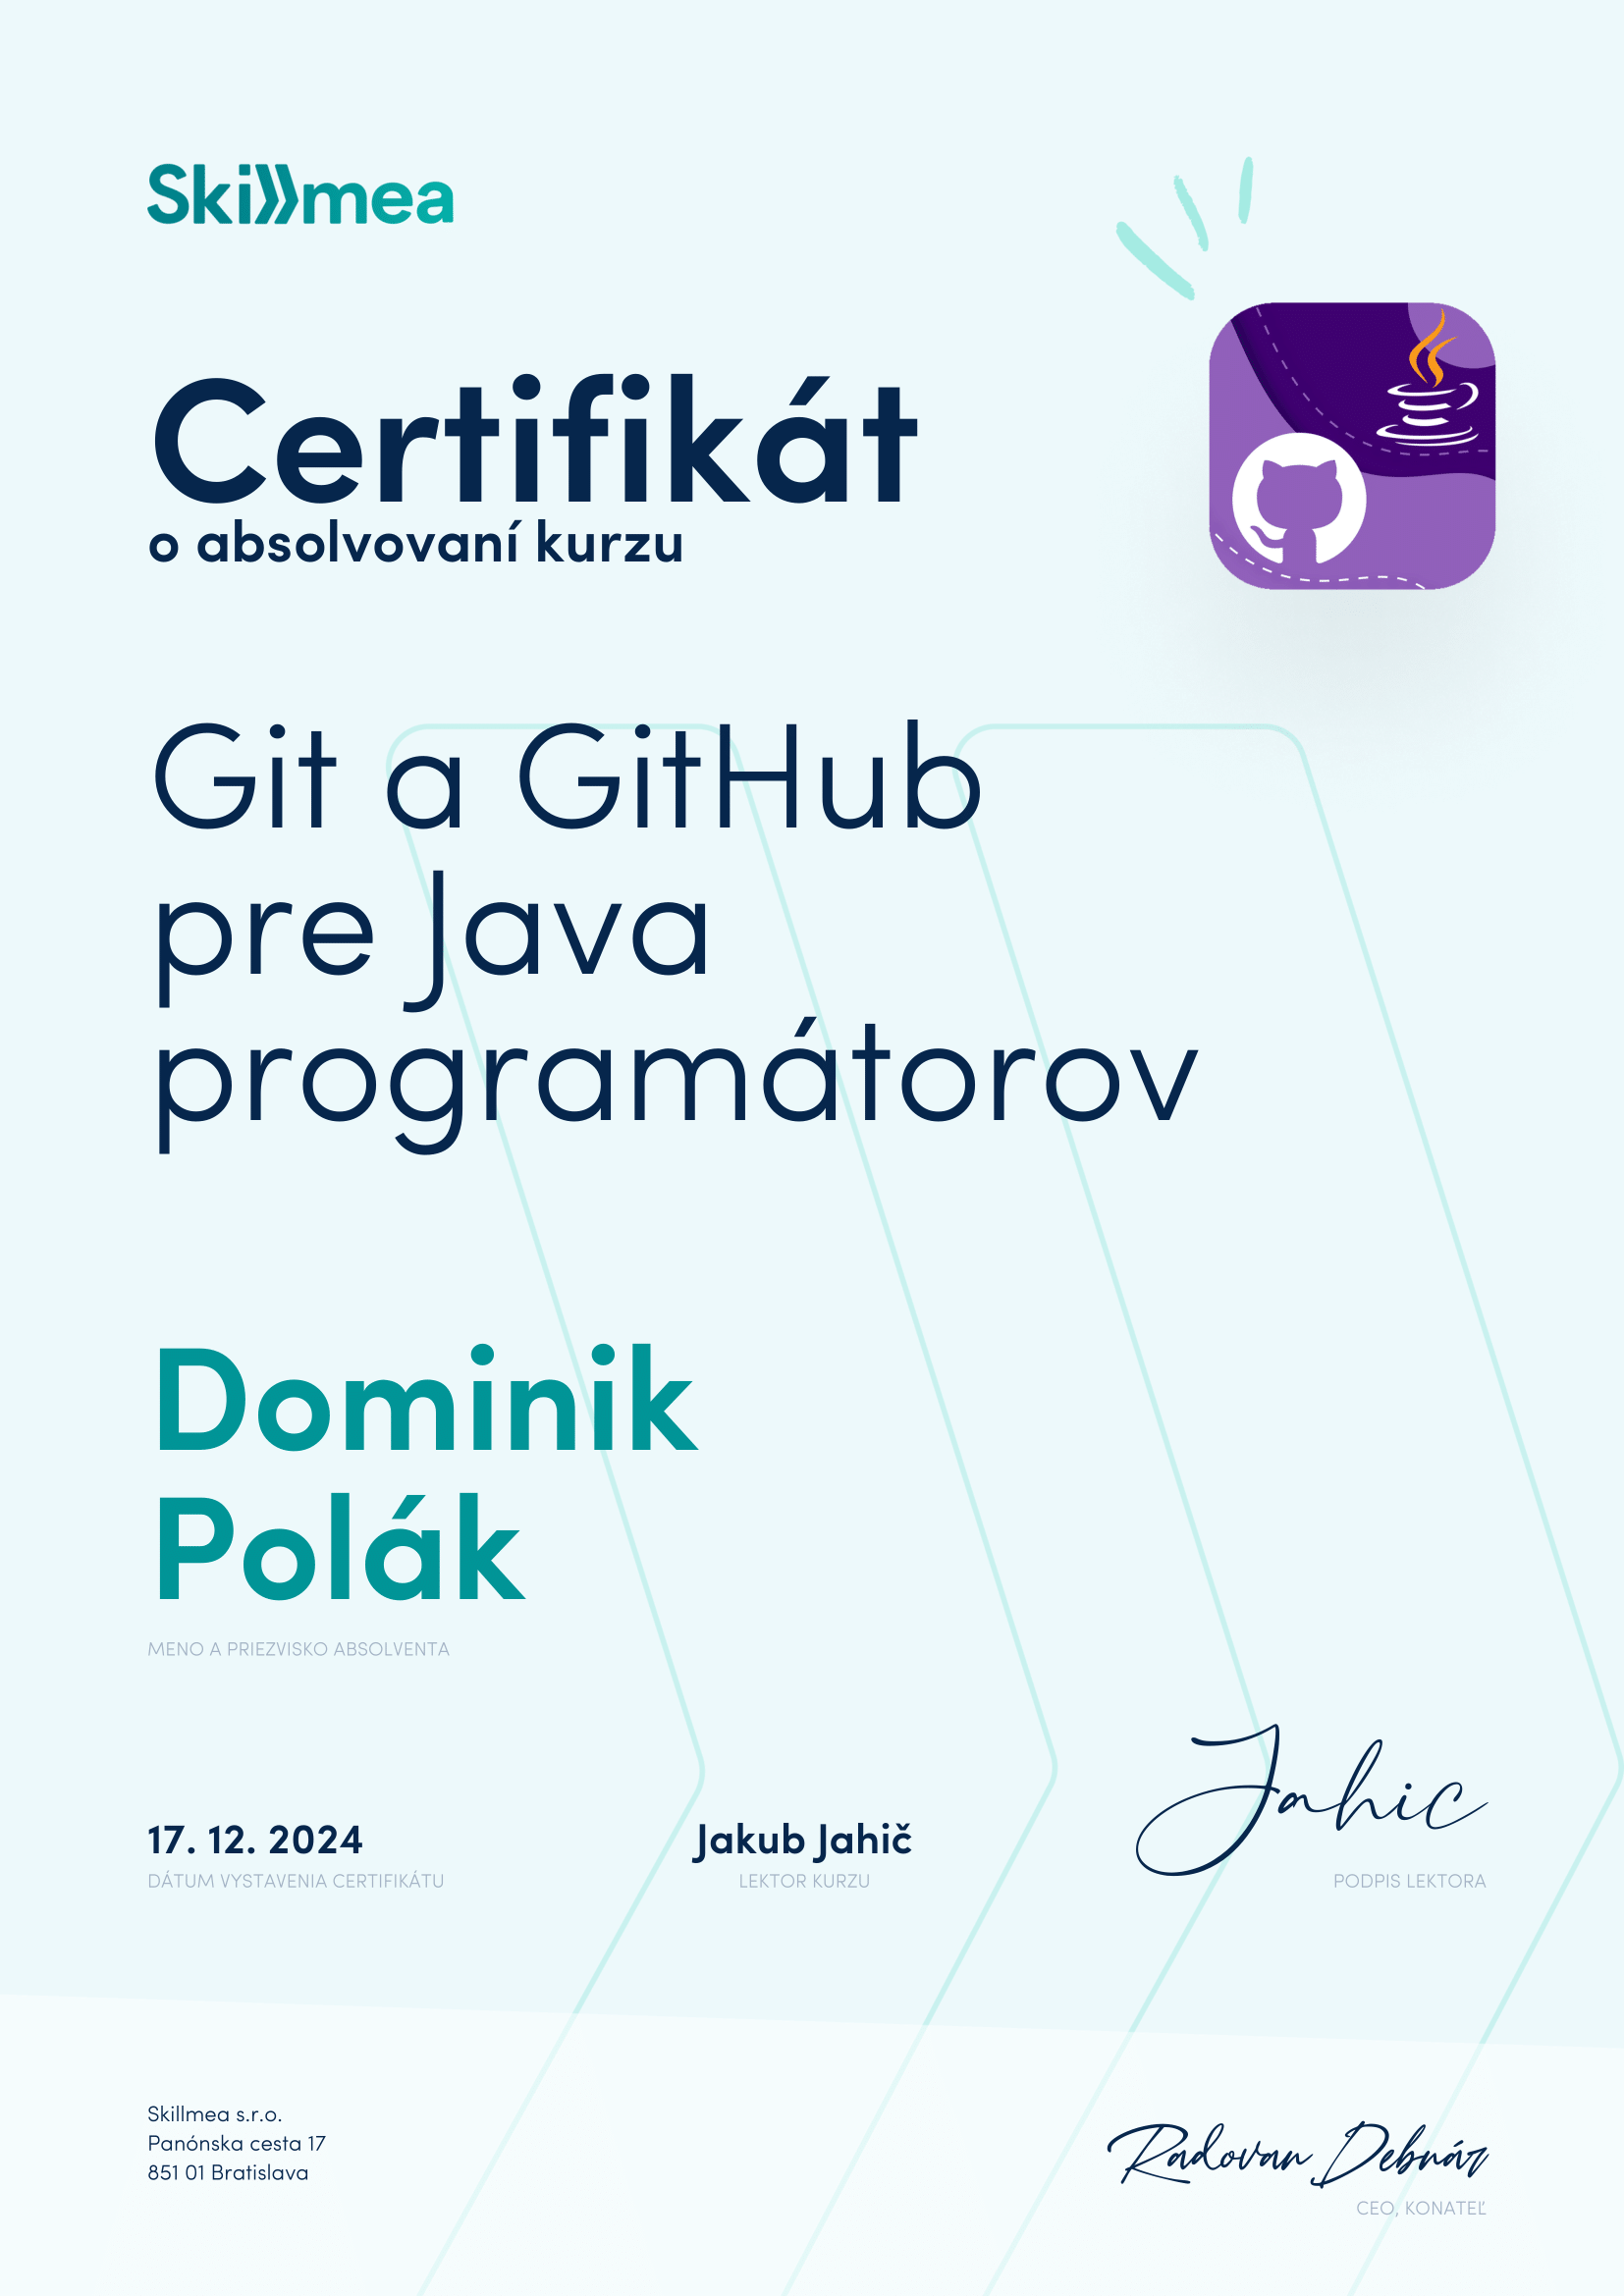 Skillmea
Certifikát
o absolvovaní kurzu
Git a GitHub
pre Java
programátorov
Dominik
Polák
MENO A PRIEZVISKO ABSOLVENTA
17. 12. 2024
DÁTUM VYSTAVENIA CERTIFIKÁTU
Jakub Jahič
LEKTOR KURZU
Jahic
PODPIS LEKTORA
Skillmea s.r.o.
Panónska cesta 17
851 01 Bratislava
Radovan Debnár
CEO, KONATEĽ